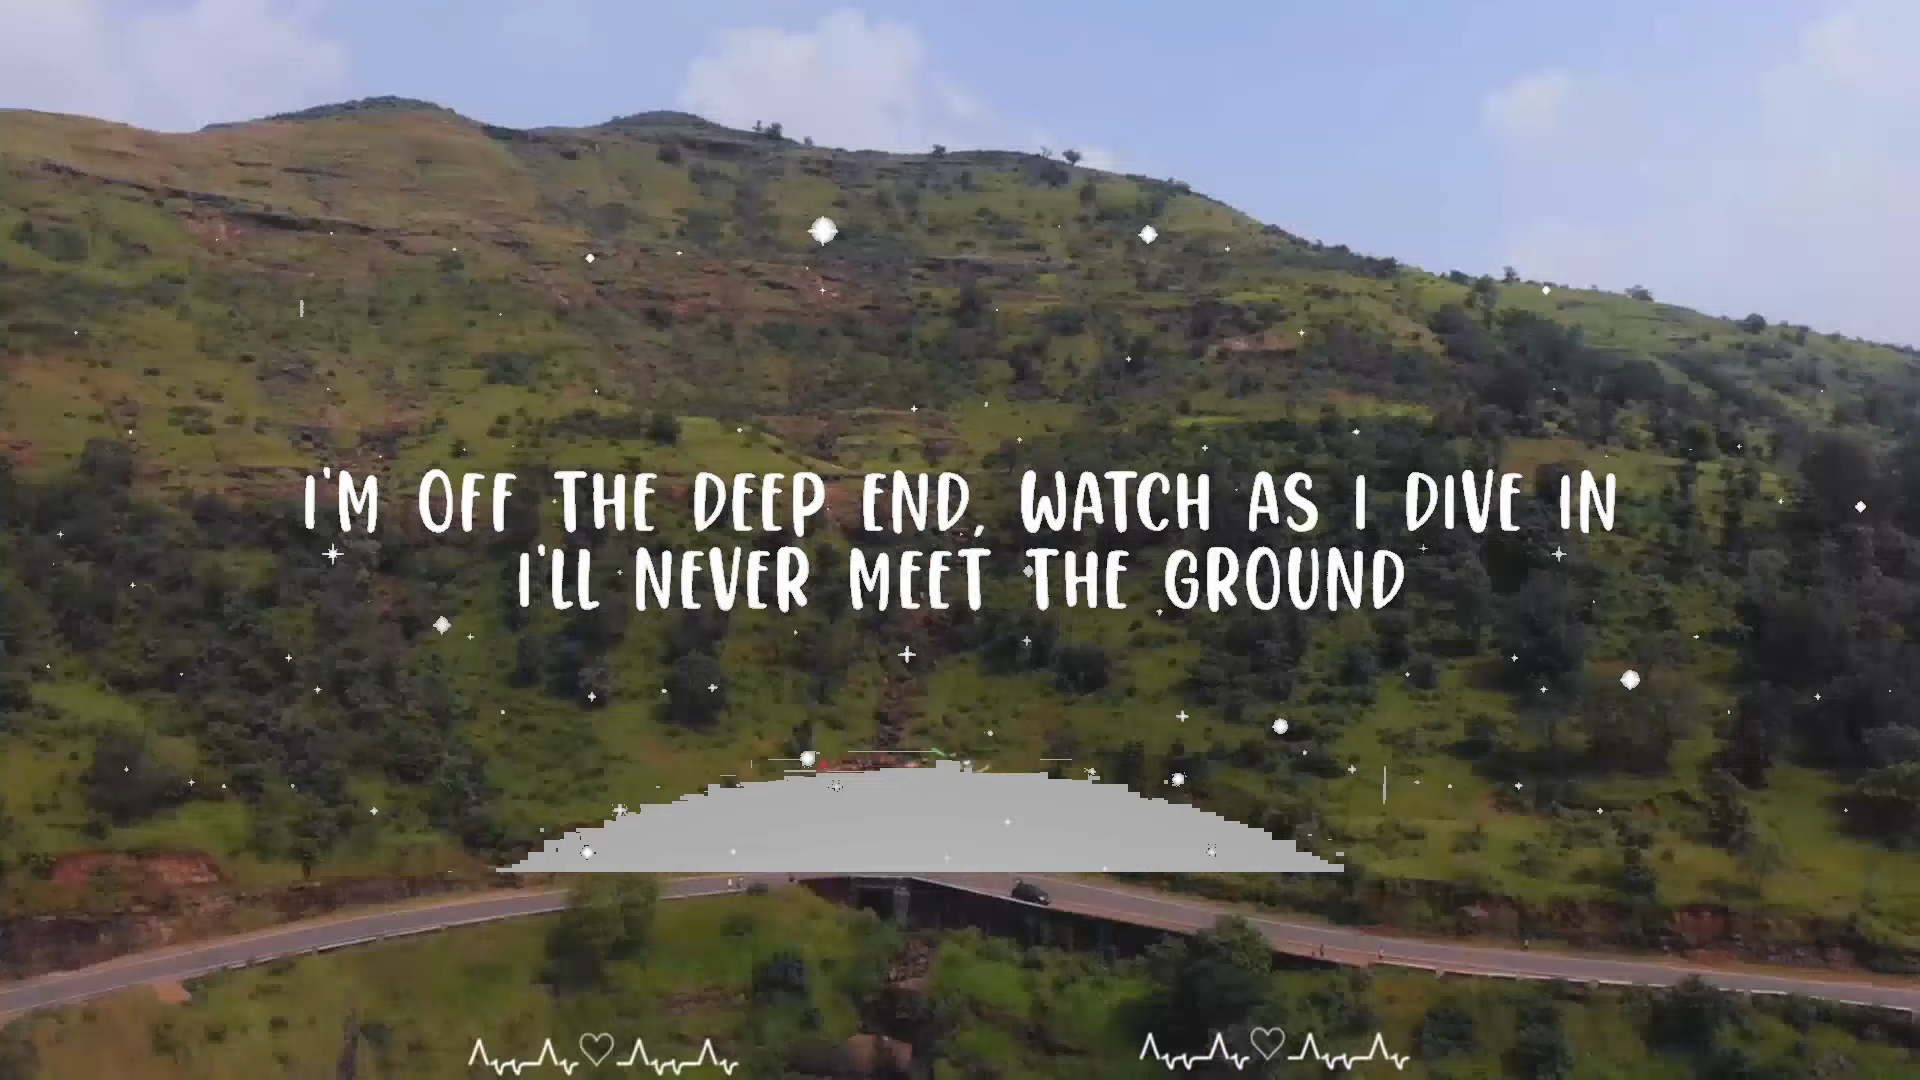 I'M OFF THE DEEP END, WATCH AS I DIVE IN
I'LL NEVER MEET THE GROUND